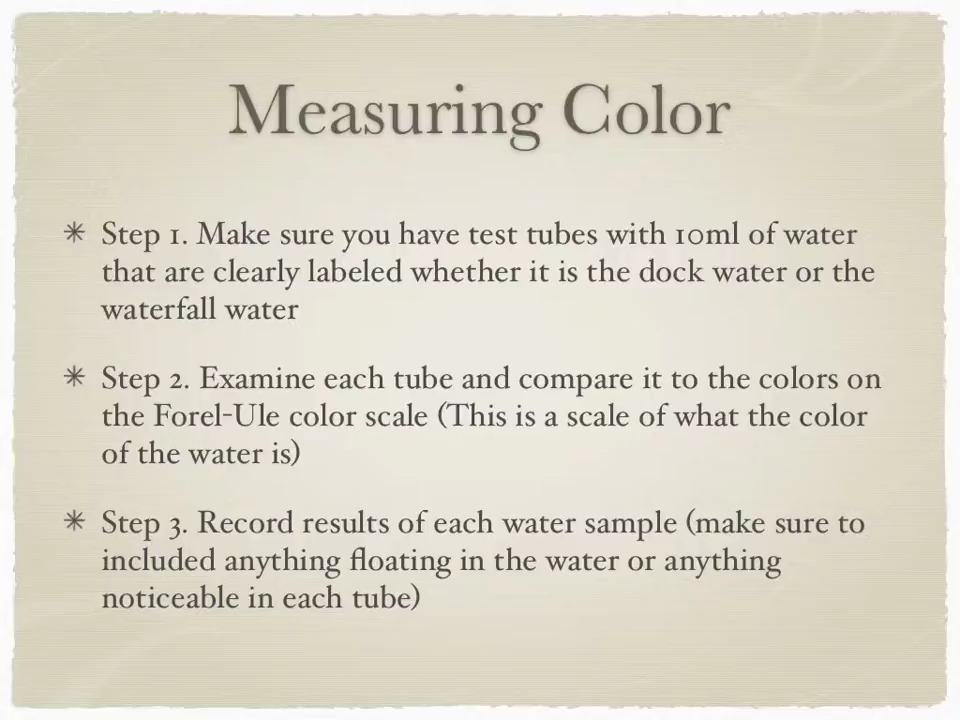 Measuring Color
Step 1. Make sure you have test tubes with 10ml of water
that are clearly labeled whether it is the dock water or the
waterfall water
Step 2. Examine each tube and compare it to the colors on
the Forel-Ule color scale (This is a scale of what the color
of the water is)
Step 3. Record results of each water sample (make sure to
included anything floating in the water or anything
noticeable in each tube)